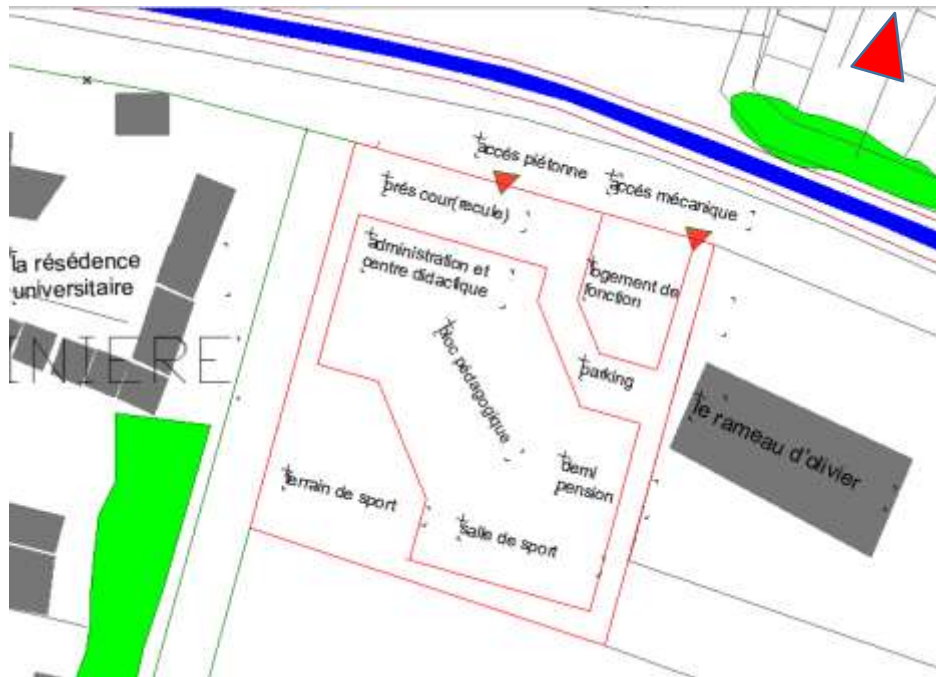 accés piétonne
accés mécanique
prés cour(recule)
administration et
centre didactique
logement de
fonction
la résédence
universitaire
NIERE
bloc pédagogique
parking
le rameau d'olivier
demi
pension
terrain de sport
salle de sport